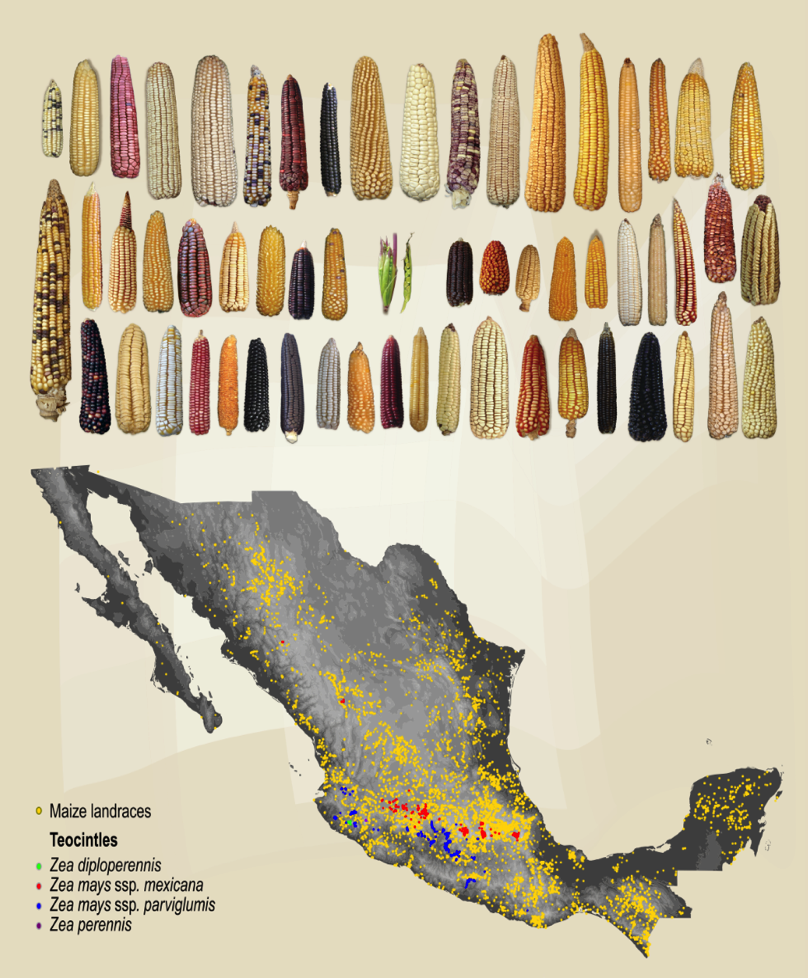 Maize landraces
Teocintles
Zea diploperennis
Zea mays ssp. mexicana
Zea mays ssp. parviglumis
Zea perennis